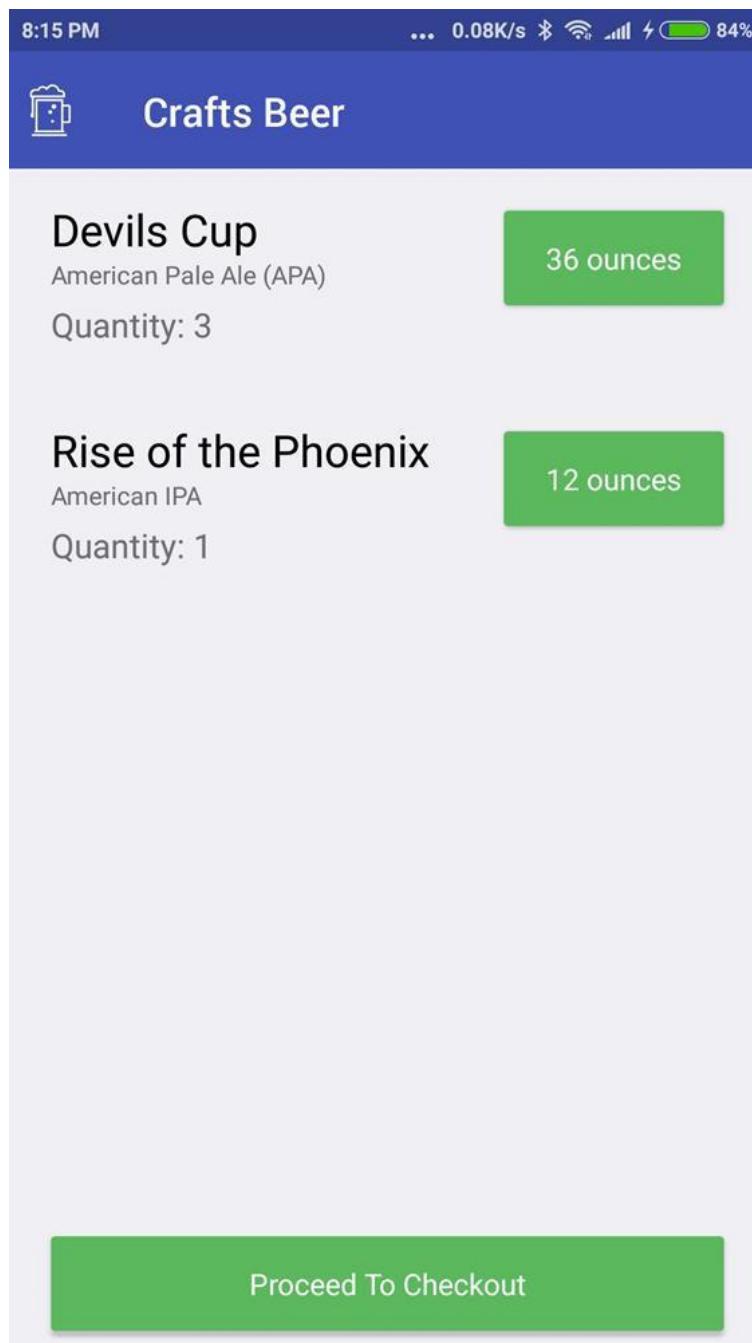 8:15 PM ... 0.08K/s 84%
Crafts Beer
Devils Cup
36 ounces
American Pale Ale (APA)
Quantity: 3
Rise of the Phoenix
12 ounces
American IPA
Quantity: 1
Proceed To Checkout